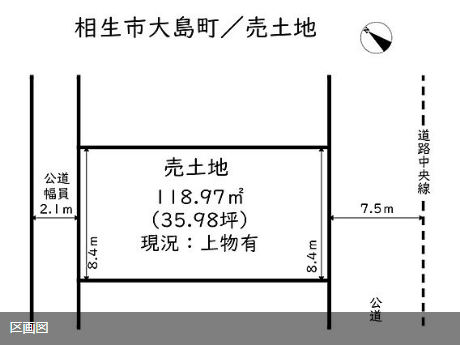 相生市大島町／売土地
N
道路中央線
売土地
118.97㎡
(35.98坪)
現況：上物有
公道
幅員
2.1m
8.4m
8.4m
7.5m
公道
区画図